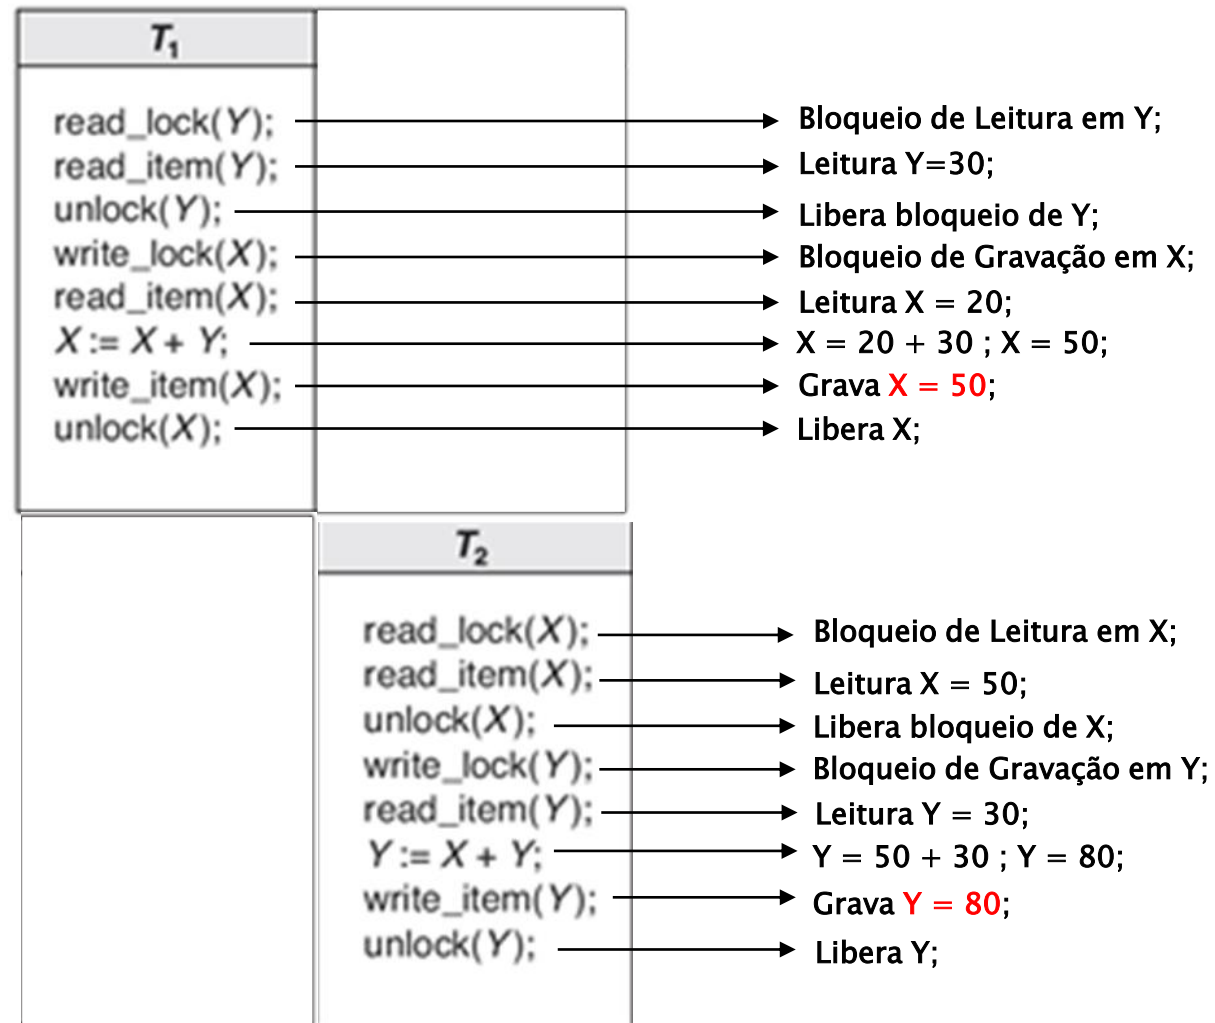 T1
read_lock(Y); Bloqueio de Leitura em Y;
read_item(Y); Leitura Y=30;
unlock(Y); Libera bloqueio de Y;
write_lock(X); Bloqueio de Gravação em X;
read_item(X); Leitura X = 20;
X := X + Y; X = 20 + 30 ; X = 50;
write_item(X); Grava X = 50;
unlock(X); Libera X;
T2
read_lock(X); Bloqueio de Leitura em X;
read_item(X); Leitura X = 50;
unlock(X); Libera bloqueio de X;
write_lock(Y); Bloqueio de Gravação em Y;
read_item(Y); Leitura Y = 30;
Y := X + Y; Y = 50 + 30 ; Y = 80;
write_item(Y); Grava Y = 80;
unlock(Y); Libera Y;